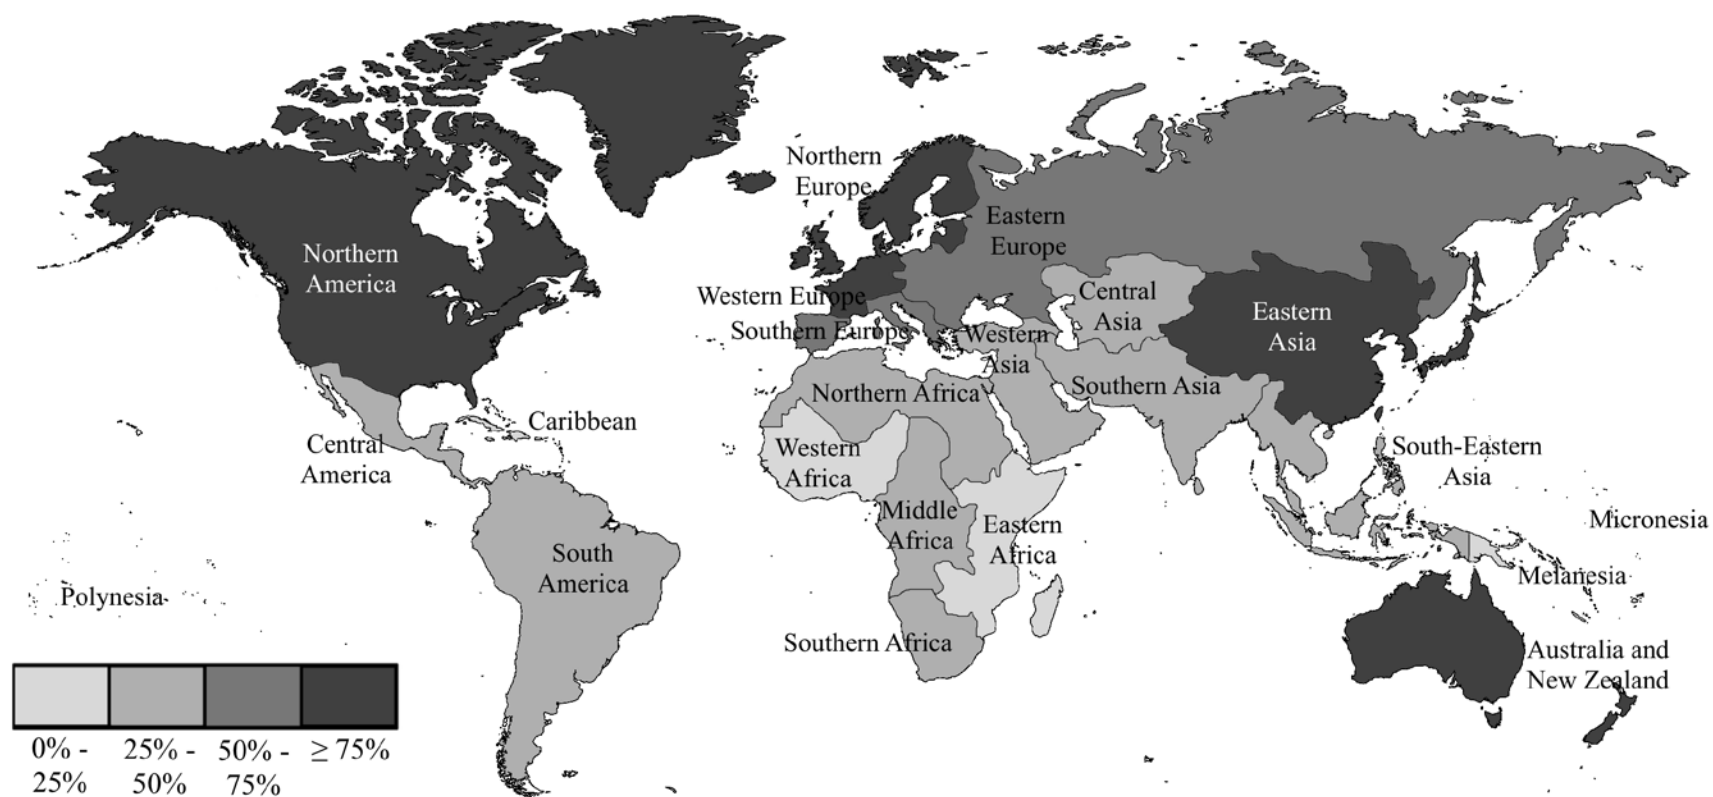 Northern
Europe
Eastern
Europe
Northern
America
Western Europe
Central
Asia
Eastern
Asia
Southern Europe
Western
Asia
Northern Africa
Southern Asia
Caribbean
Central
America
Western
Africa
South-Eastern
Asia
Middle
Africa
Eastern
Africa
Micronesia
South
America
Melanesia
Polynesia
Southern Africa
Australia and
New Zealand
0% -
25%
25% -
50%
50% -
75%
≥ 75%